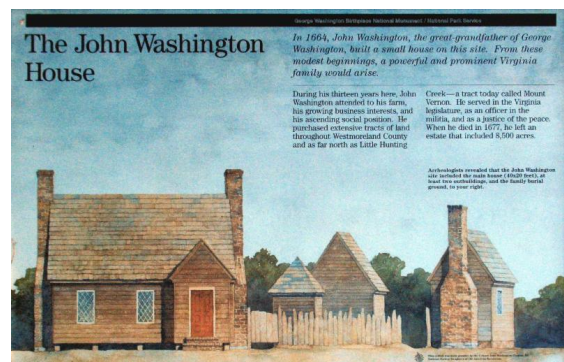 George Washington Birthplace National Monument / National Park Service
The John Washington
House
In 1664, John Washington, the great-grandfather of George
Washington, built a small house on this site. From these
modest beginnings, a powerful and prominent Virginia
family would arise.
During his thirteen years here, John
Washington attended to his farm,
his growing business interests, and
his ascending social position. He
purchased extensive tracts of land
throughout Westmoreland County
and as far north as Little Hunting
Creek—a tract today called Mount
Vernon. He served in the Virginia
legislature, as an officer in the
militia, and as a justice of the peace.
When he died in 1677, he left an
estate that included 8,500 acres.
Archeologists revealed that the John Washington
site included the main house (40x20 feet), at
least two outbuildings, and the family burial
ground, to your right.